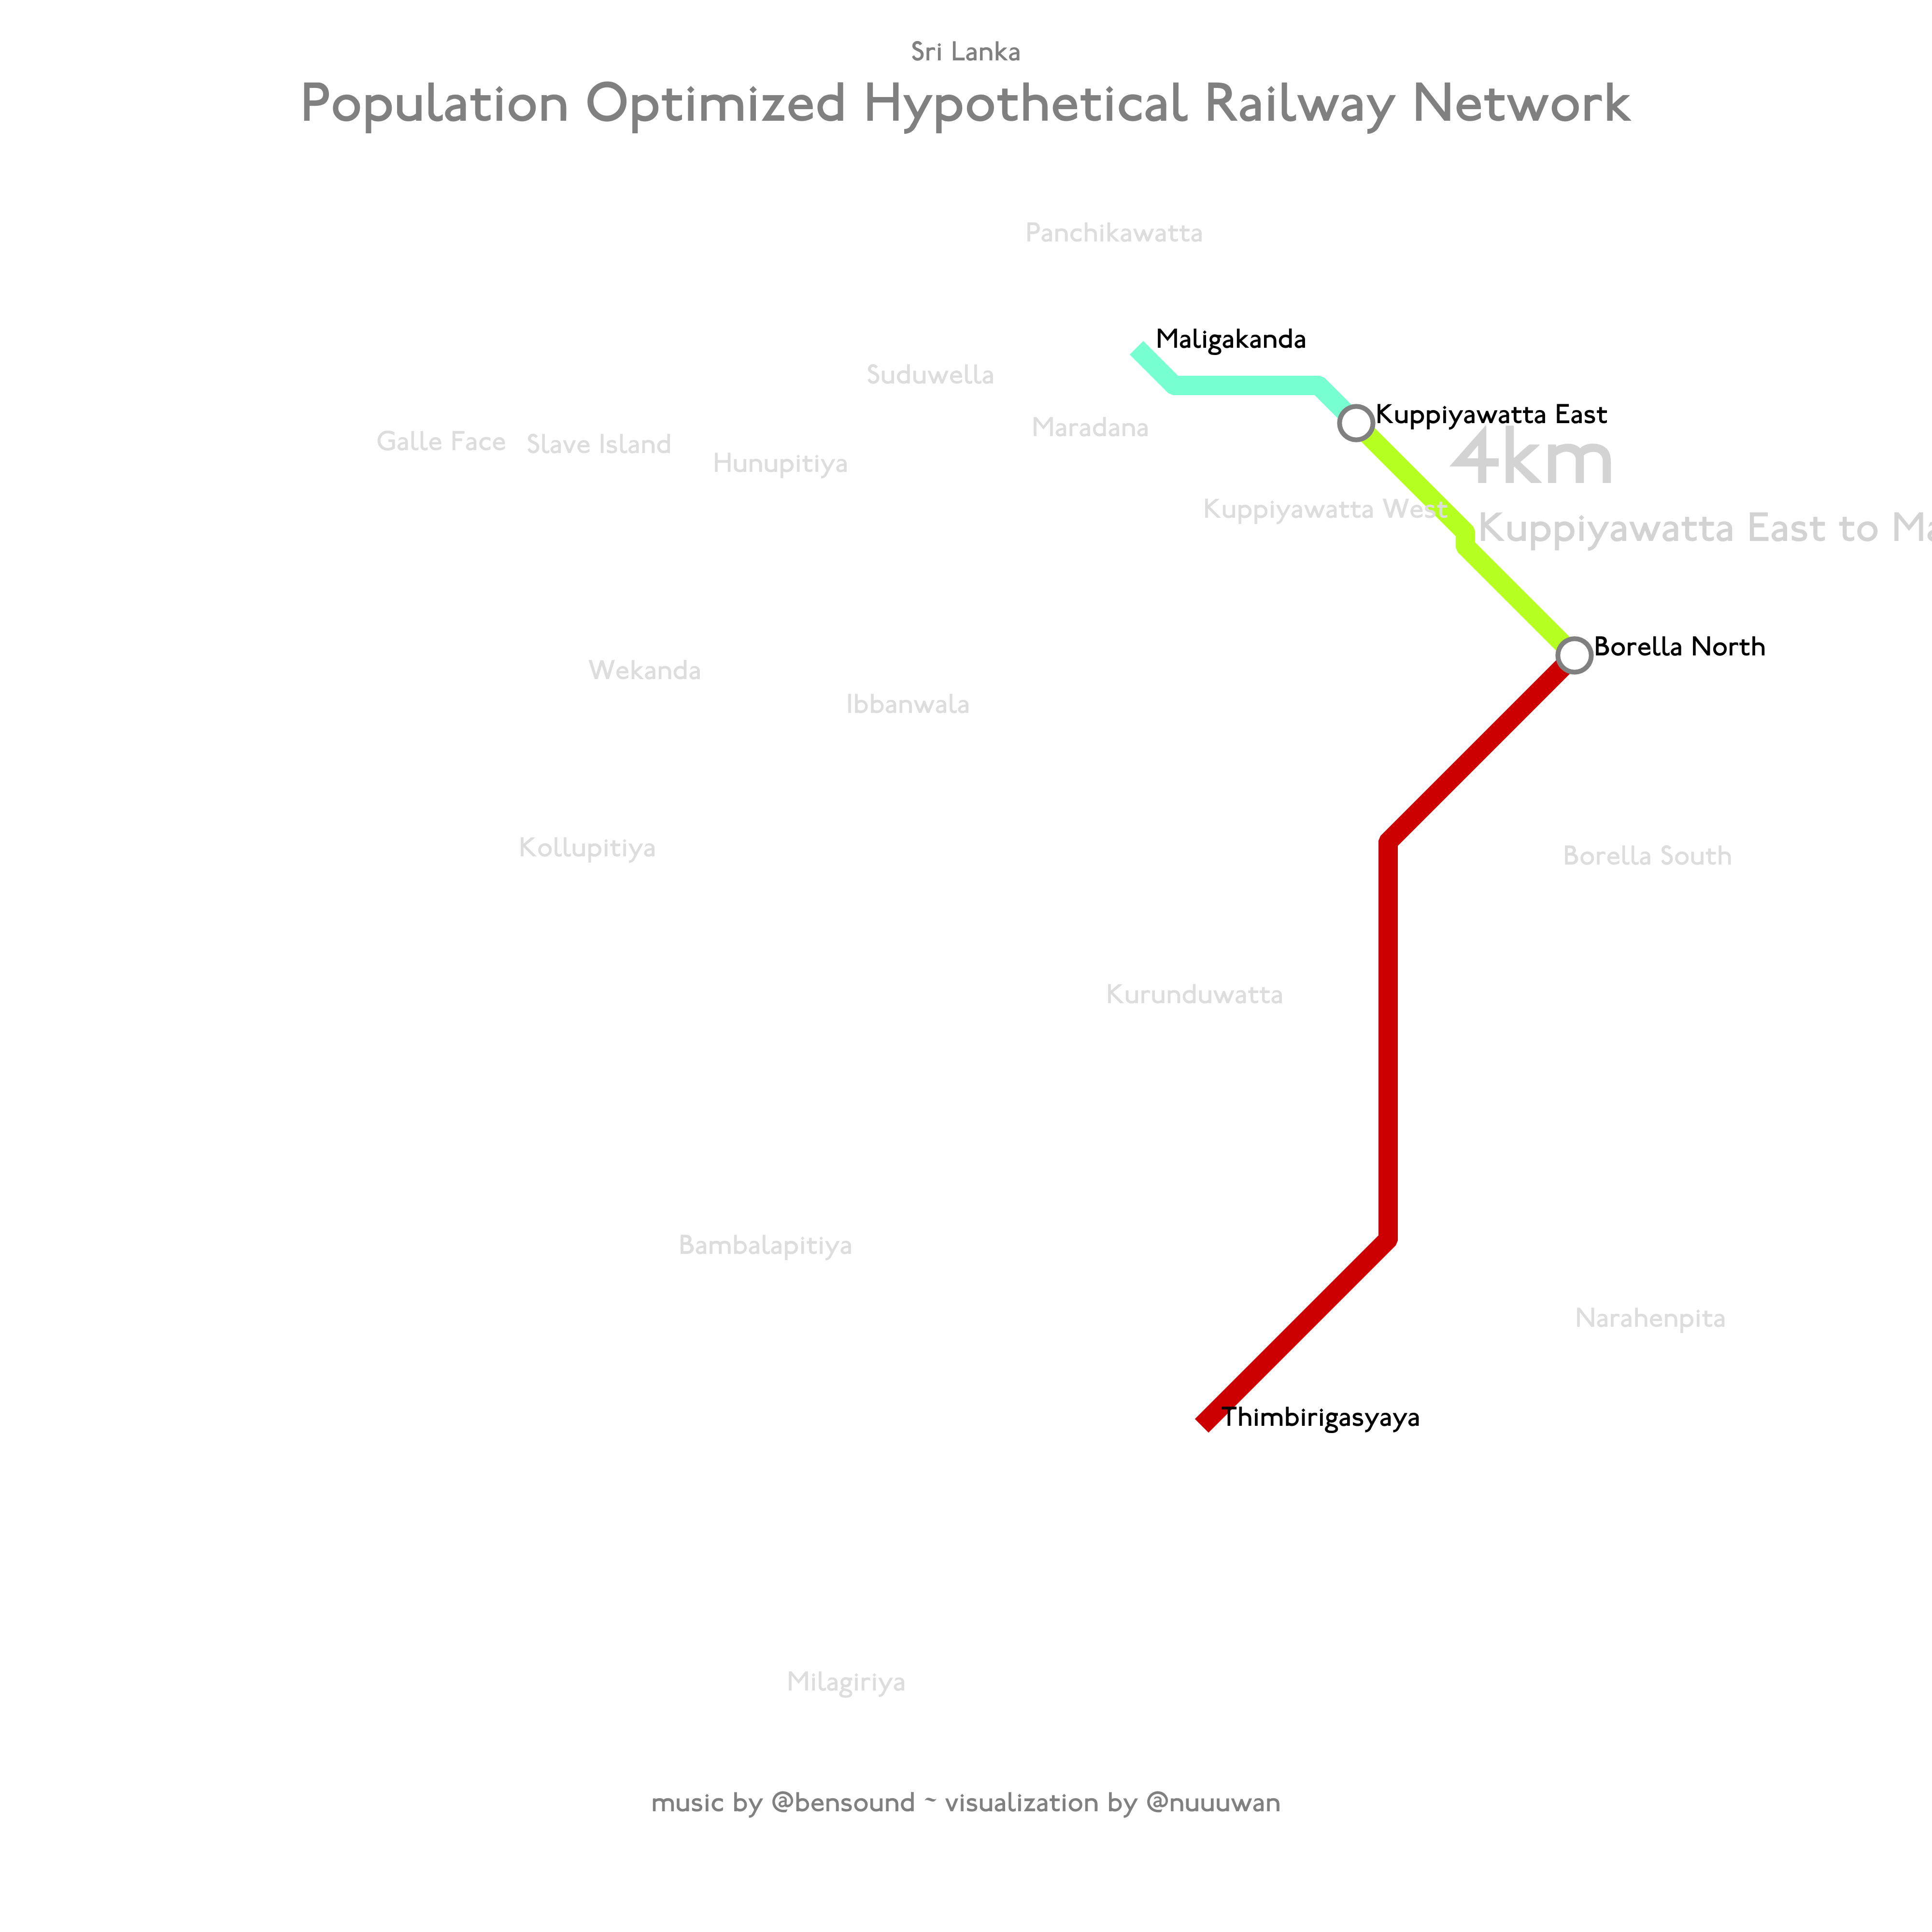 Sri Lanka
Population Optimized Hypothetical Railway Network
Panchikawatta
Maligakanda
Suduwella
Kuppiyawatta East
Maradana
Galle Face
Slave Island
Hunupitiya
4km
Kuppiyawatta West
Kuppiyawatta East to Ma
Borella North
Wekanda
Ibbanwala
Kollupitiya
Borella South
Kurunduwatta
Bambalapitiya
Narahenpita
Thimbirigasyaya
Milagiriya
music by @bensound ~ visualization by @nuuuwan